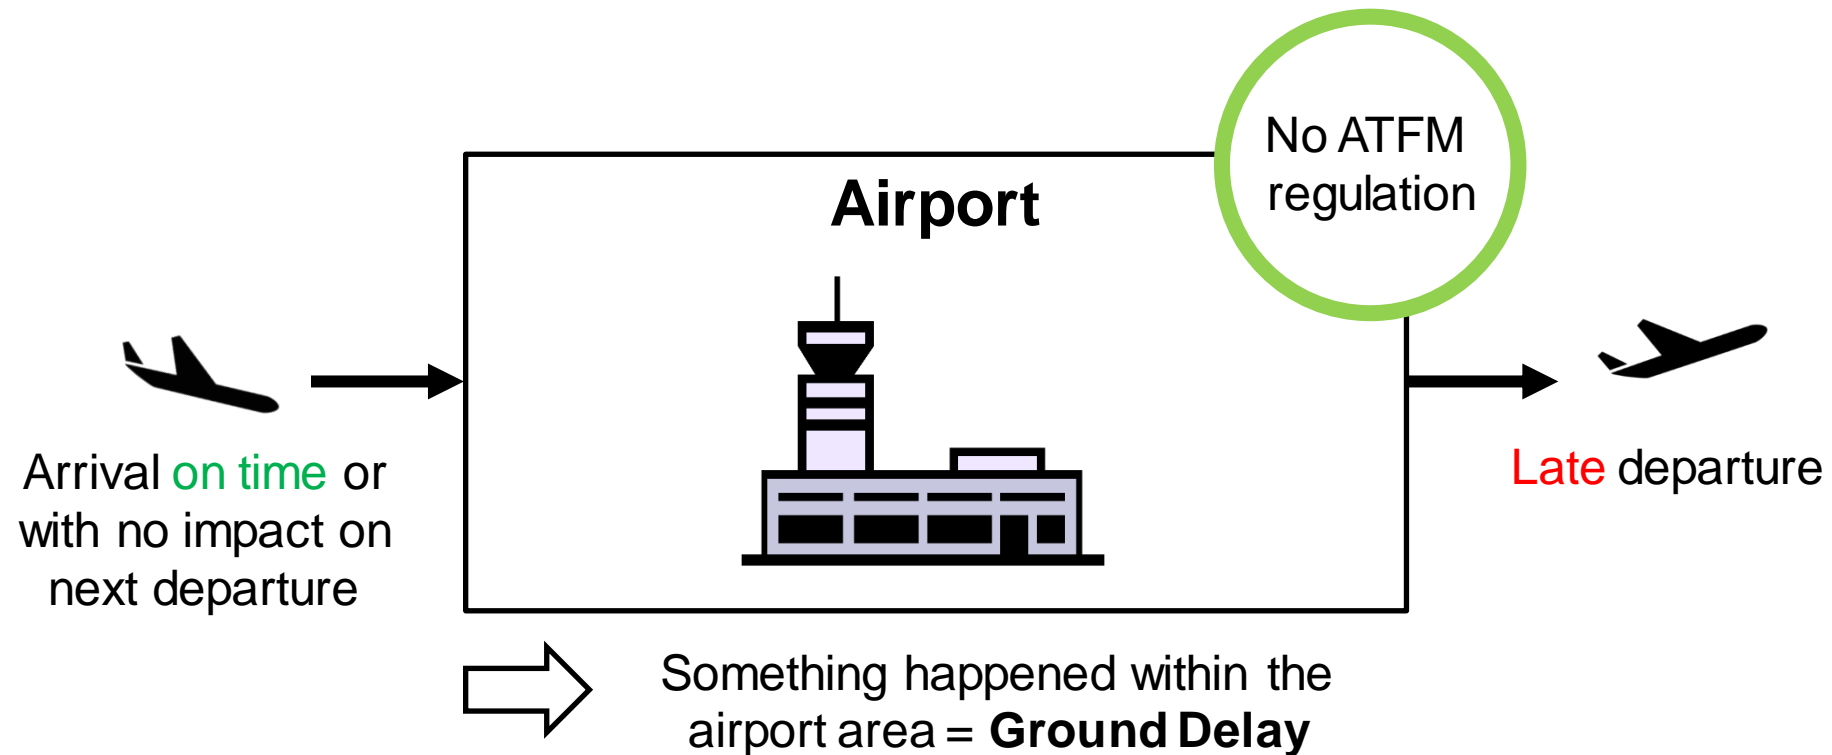 No ATFM
regulation
Airport
Arrival on time or
with no impact on
next departure
Late departure
Something happened within the
airport area = Ground Delay